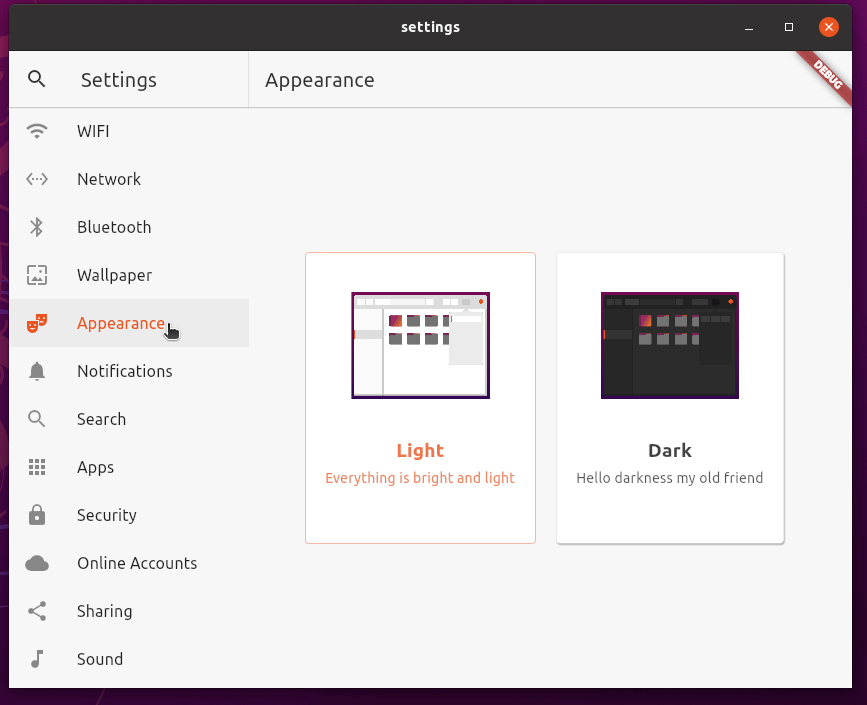 settings
Settings
Appearance
DEBUG
WIFI
Network
Bluetooth
Wallpaper
Appearance
Notifications
Search
Apps
Security
Online Accounts
Sharing
Sound
Light
Everything is bright and light
Dark
Hello darkness my old friend